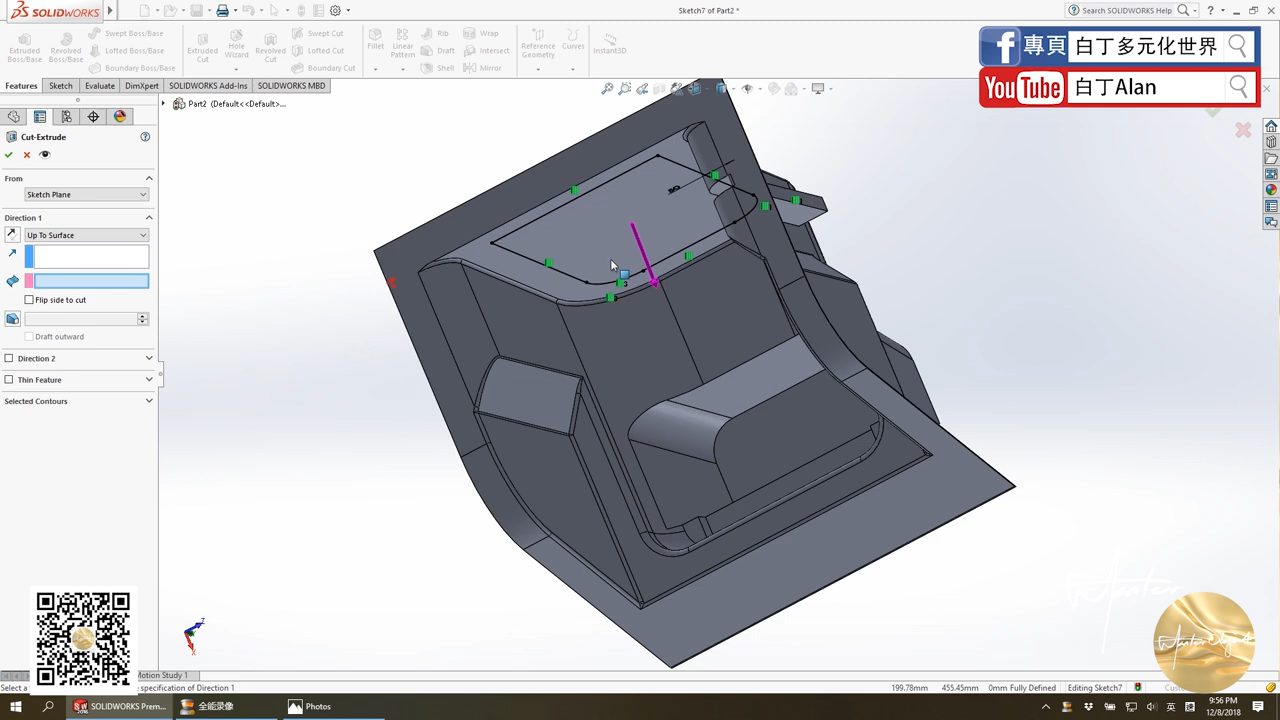 SOLIDWORKS
Sketch7 of Part2 *
Search SOLIDWORKS Help
Extruded Boss/Base
Revolved Boss/Base
Swept Boss/Base
Lofted Boss/Base
Boundary Boss/Base
Extruded Cut
Hole Wizard
Revolved Cut
Swept Cut
Lofted Cut
Boundary Cut
Fillet
Linear Pattern
Rib
Draft
Shell
Wrap
Intersect
Mirror
Reference Geometry
Curves
Instant3D
專頁 白丁多元化世界
YouTube 白丁Alan
Features
Sketch
Evaluate
DimXpert
SOLIDWORKS Add-Ins
SOLIDWORKS MBD
Part2 (Default<<Default>...
Cut-Extrude
From
Sketch Plane
Direction 1
Up To Surface
Flip side to cut
Draft outward
Direction 2
Thin Feature
Selected Contours
Motion Study 1
Select a
specification of Direction 1
199.78mm
455.45mm
0mm Fully Defined
Editing Sketch7
SOLIDWORKS Prem...
全能录像
Photos
英
9:56 PM
12/8/2018